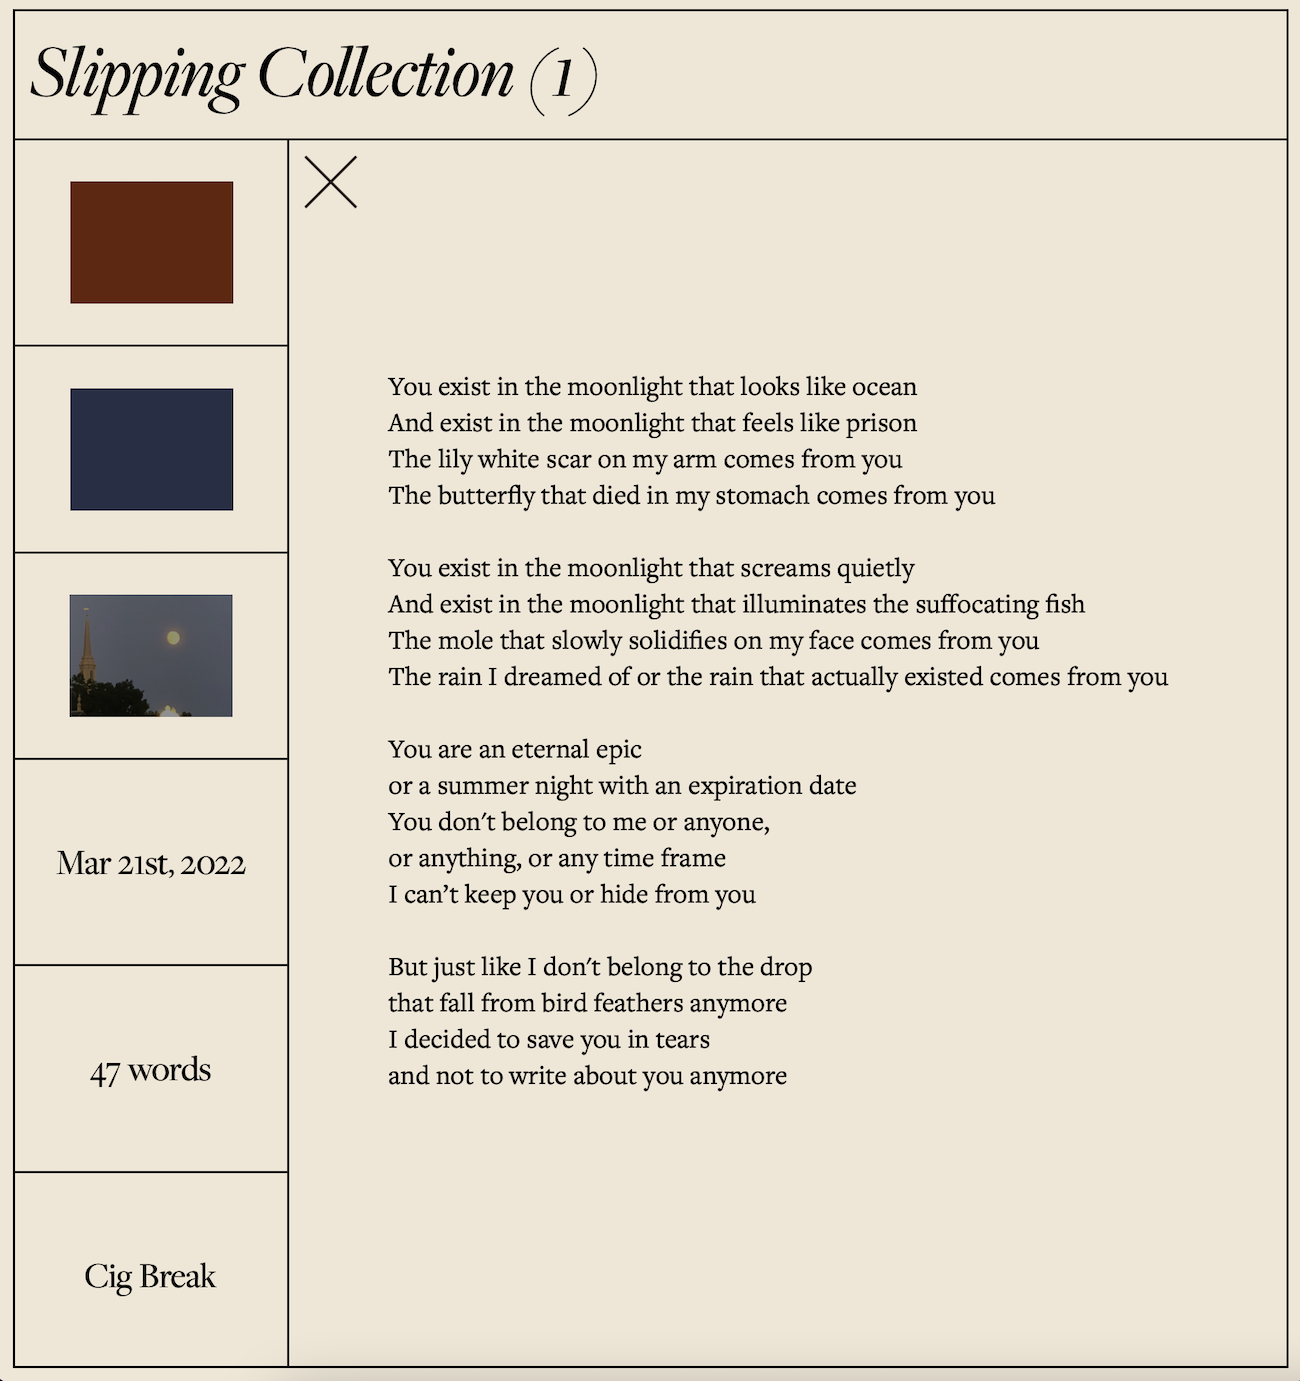 Slipping Collection (1)
You exist in the moonlight that looks like ocean
And exist in the moonlight that feels like prison
The lily white scar on my arm comes from you
The butterfly that died in my stomach comes from you
You exist in the moonlight that screams quietly
And exist in the moonlight that illuminates the suffocating fish
The mole that slowly solidifies on my face comes from you
The rain I dreamed of or the rain that actually existed comes from you
You are an eternal epic
or a summer night with an expiration date
You don't belong to me or anyone,
or anything, or any time frame
I can’t keep you or hide from you
But just like I don't belong to the drop
that fall from bird feathers anymore
I decided to save you in tears
and not to write about you anymore
Mar 21st, 2022
47 words
Cig Break